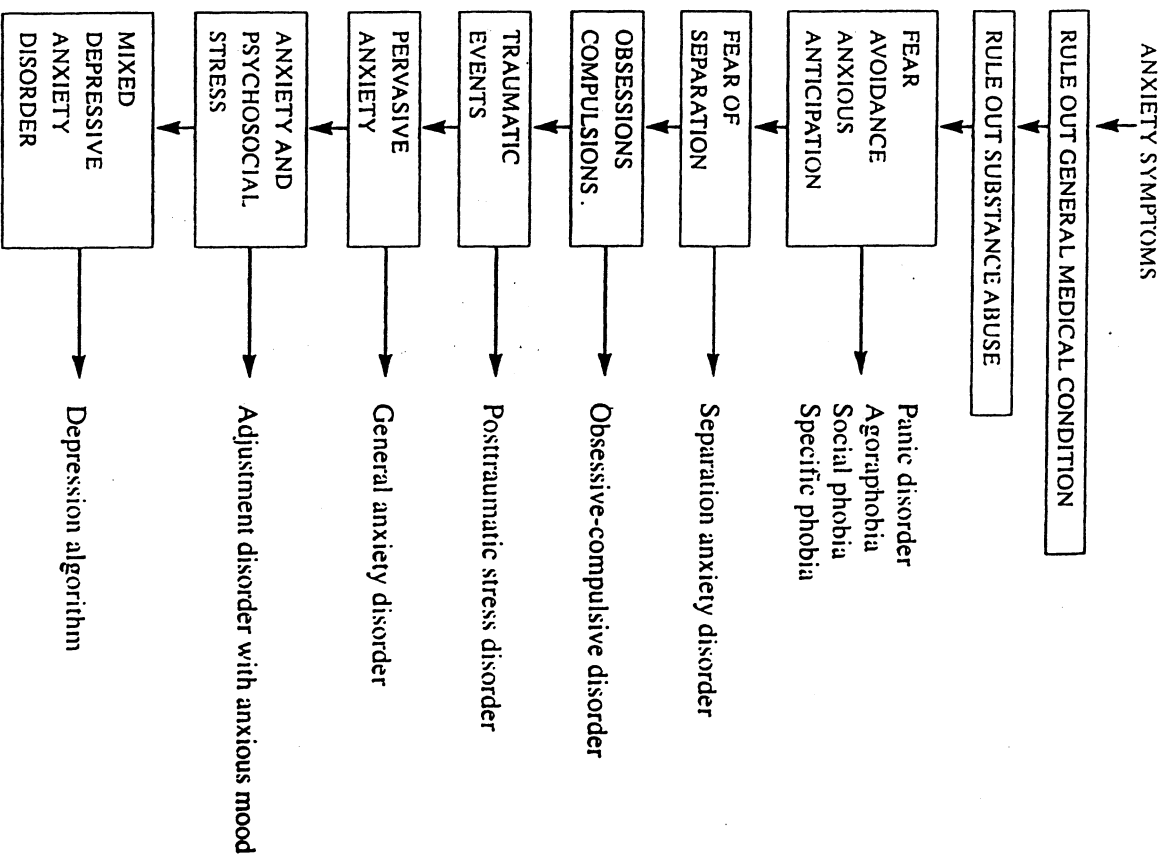 ANXIETY SYMPTOMS
RULE OUT GENERAL MEDICAL CONDITION
RULE OUT SUBSTANCE ABUSE
FEAR
AVOIDANCE
ANXIOUS
ANTICIPATION
Panic disorder
Agoraphobia
Social phobia
Specific phobia
FEAR OF
SEPARATION
Separation anxiety disorder
OBSESSIONS
COMPULSIONS.
Obsessive-compulsive disorder
TRAUMATIC
EVENTS
Posttraumatic stress disorder
PERVASIVE
ANXIETY
General anxiety disorder
ANXIETY AND
PSYCHOSOCIAL
STRESS
Adjustment disorder with anxious mood
MIXED
DEPRESSIVE
ANXIETY
DISORDER
Depression algorithm